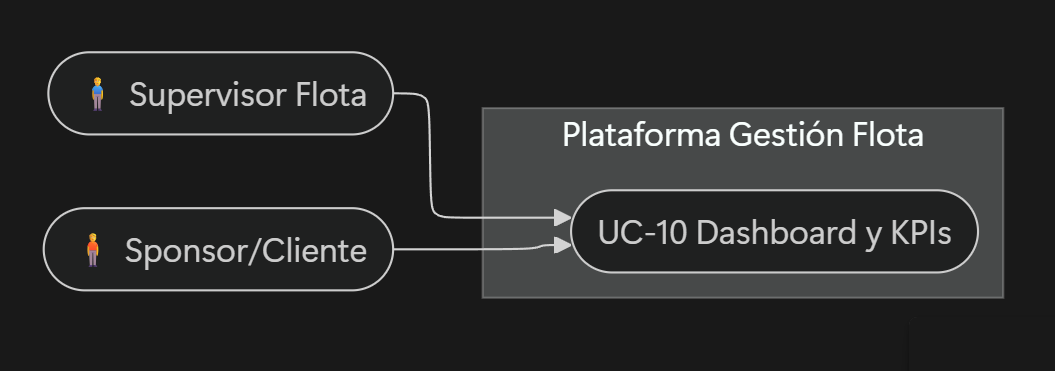 Supervisor Flota
Plataforma Gestión Flota
UC-10 Dashboard y KPIs
Sponsor/Cliente